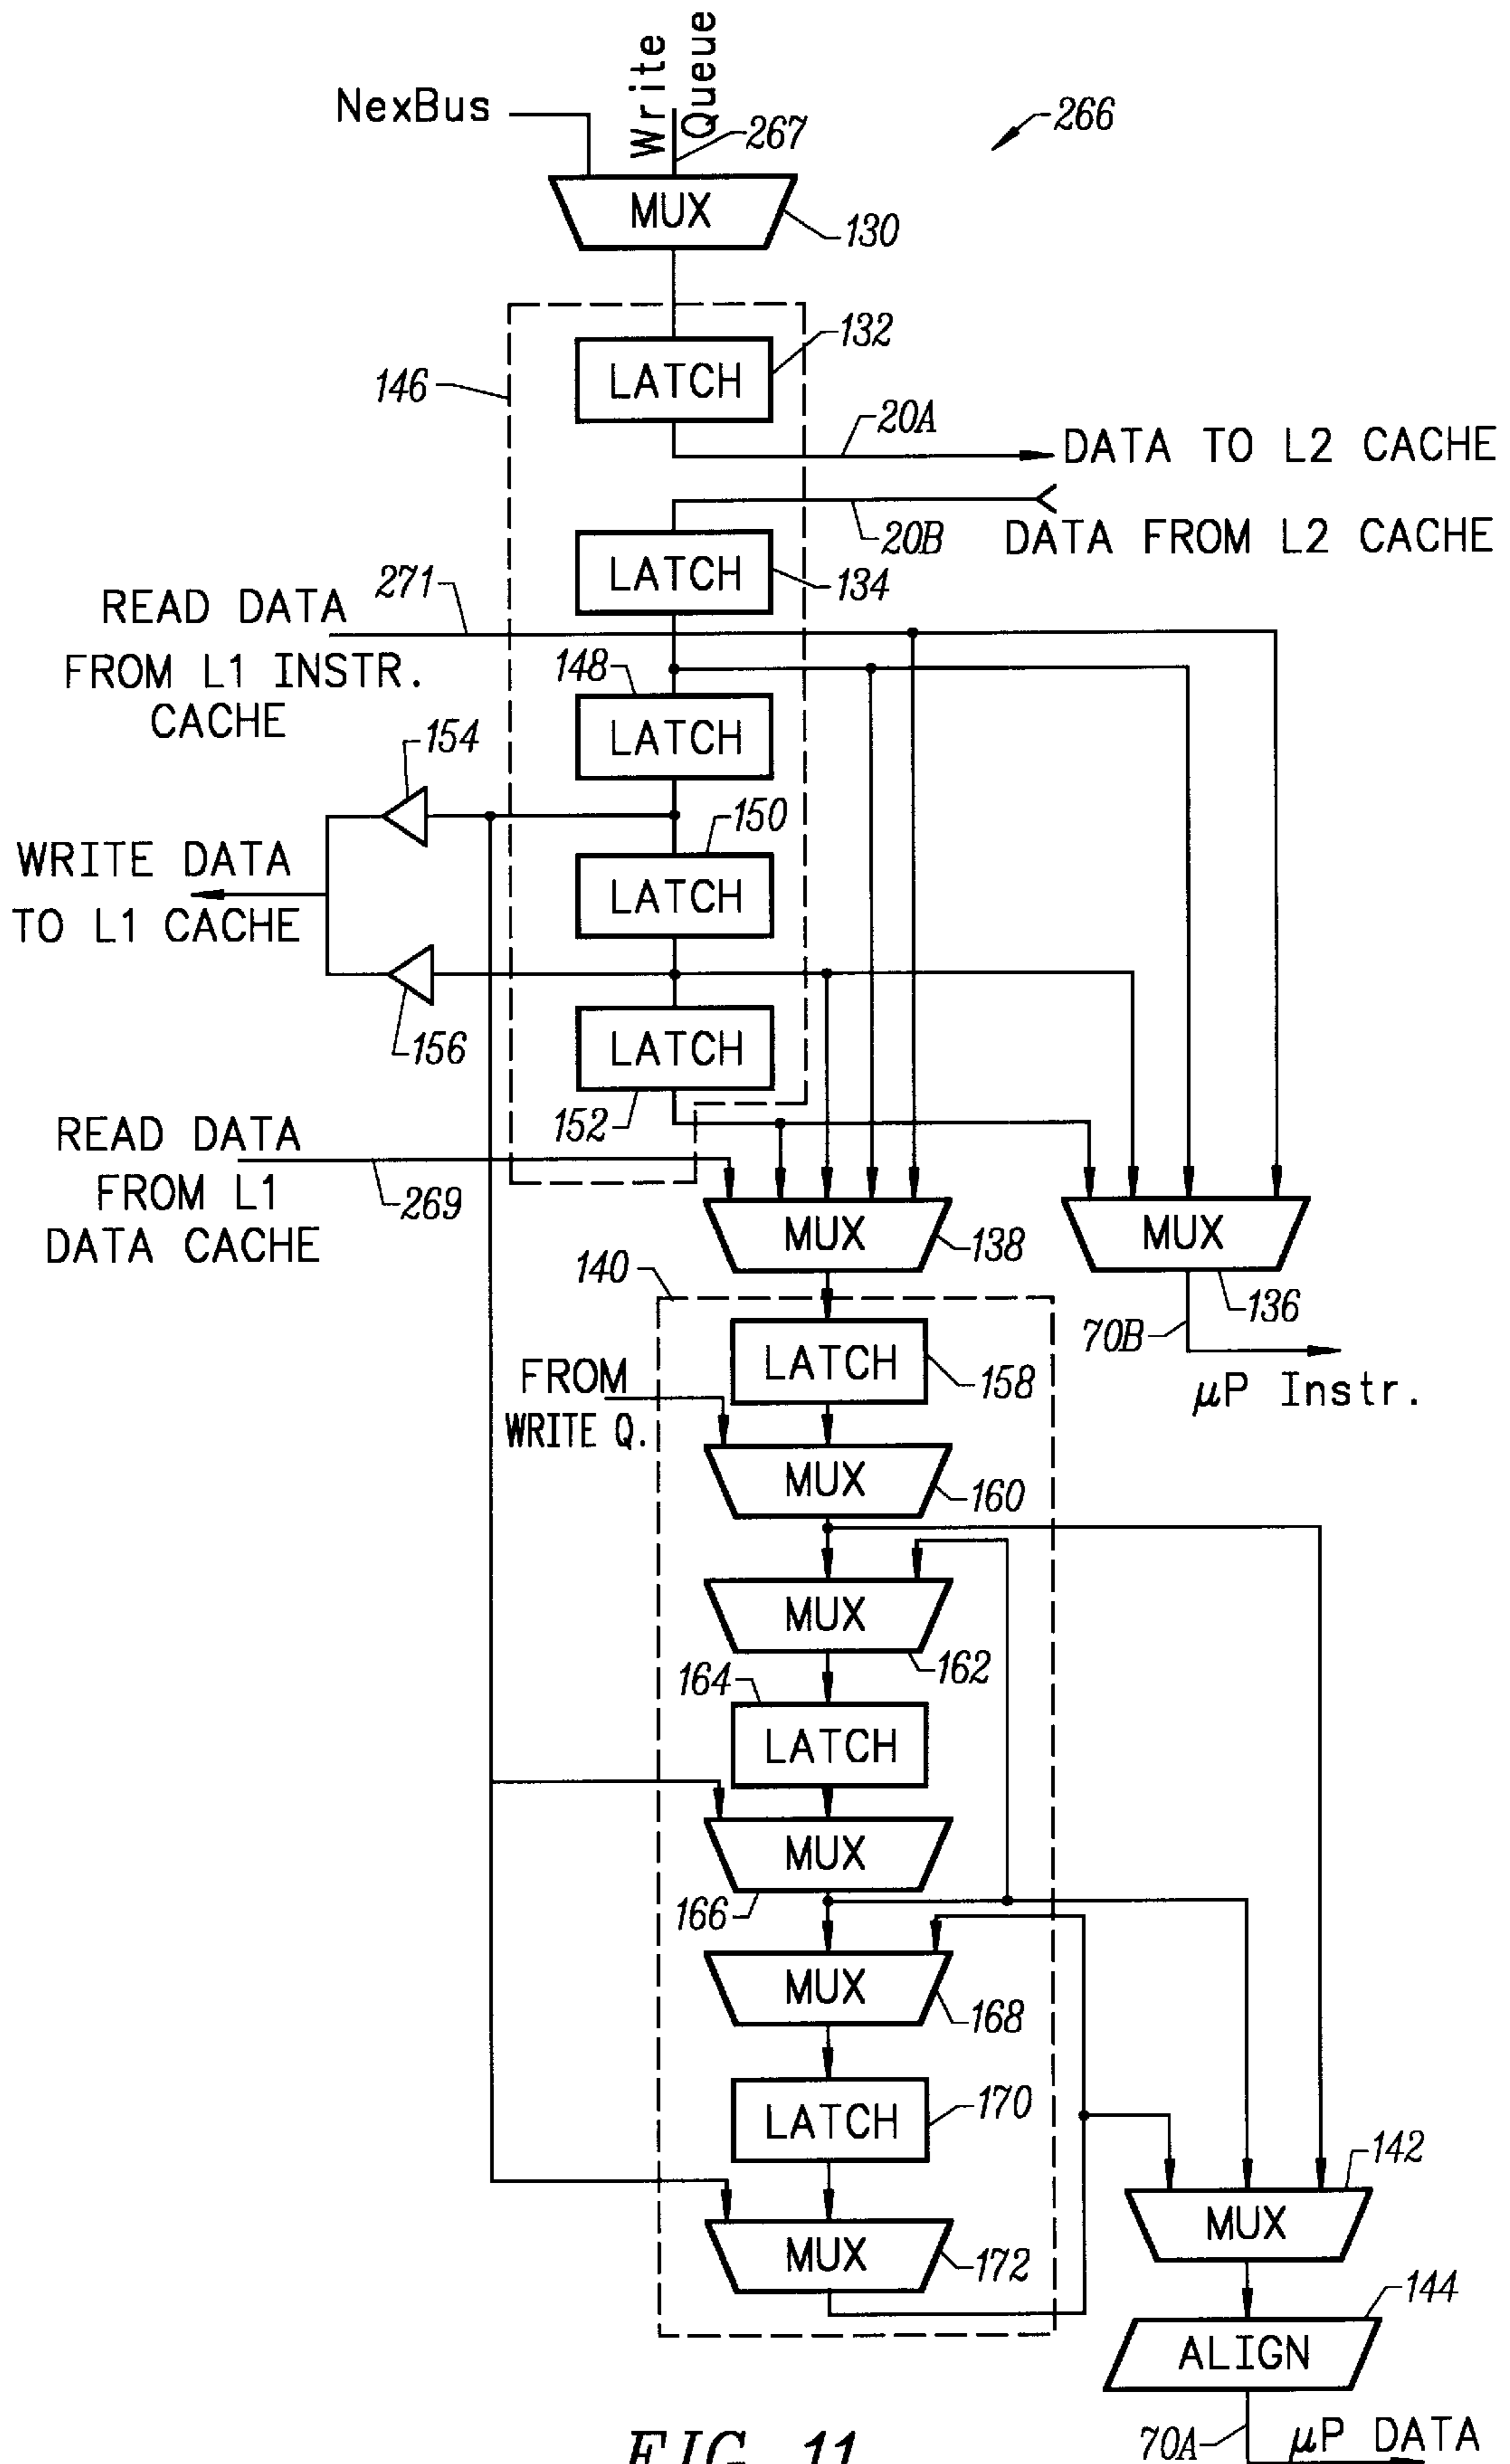 Write
Queue
NexBus
267
266
MUX
130
132
LATCH
146
20A
DATA TO L2 CACHE
20B
DATA FROM L2 CACHE
LATCH
134
271
READ DATA
FROM L1 INSTR.
CACHE
148
LATCH
154
150
WRITE DATA
TO L1 CACHE
LATCH
156
LATCH
152
READ DATA
FROM L1
DATA CACHE
269
MUX
138
MUX
136
140
70B
μP Instr.
LATCH
158
FROM
WRITE Q.
MUX
160
MUX
162
164
LATCH
MUX
166
MUX
168
LATCH
170
142
MUX
MUX
172
144
ALIGN
70A
μP DATA
FIG. 11